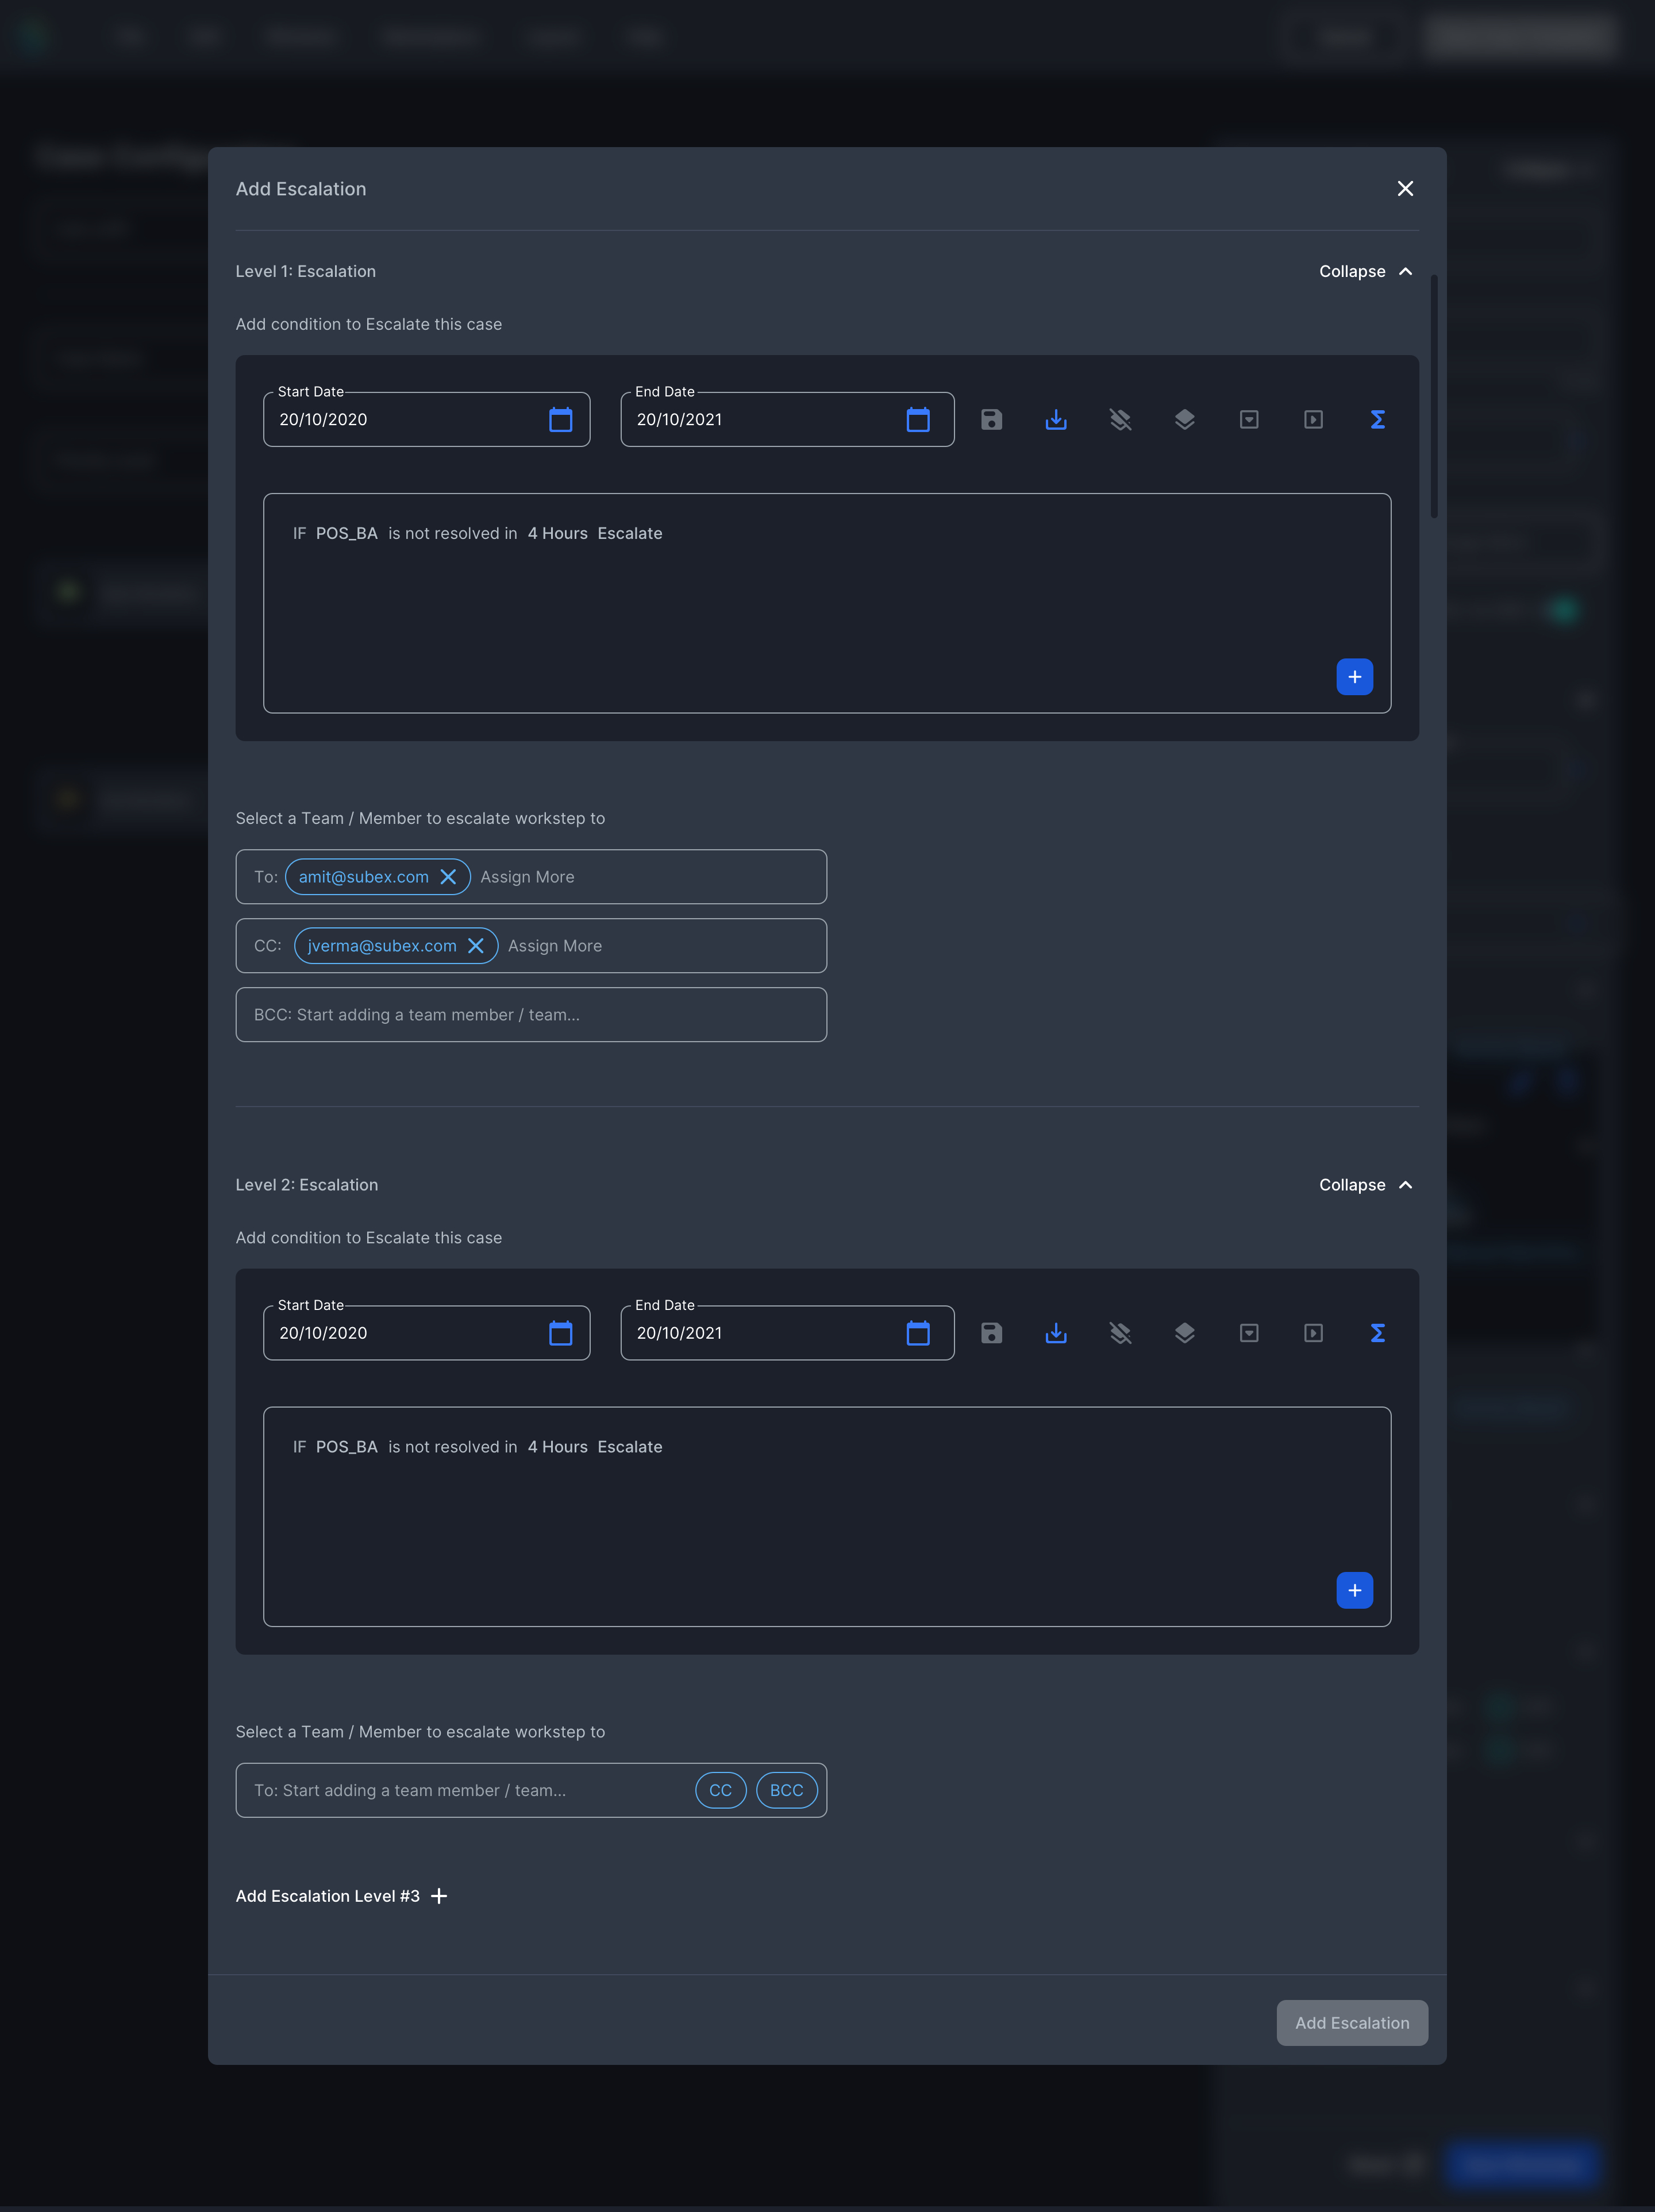 Add Escalation
Level 1: Escalation
Collapse
Add condition to Escalate this case
Start Date
End Date
20/10/2020
20/10/2021
IF POS_BA is not resolved in 4 Hours Escalate
Select a Team / Member to escalate workstep to
To: amit@subex.com Assign More
CC: jverma@subex.com Assign More
BCC: Start adding a team member / team...
Level 2: Escalation
Collapse
Add condition to Escalate this case
Start Date
End Date
20/10/2020
20/10/2021
IF POS_BA is not resolved in 4 Hours Escalate
Select a Team / Member to escalate workstep to
To: Start adding a team member / team... CC BCC
Add Escalation Level #3
Add Escalation